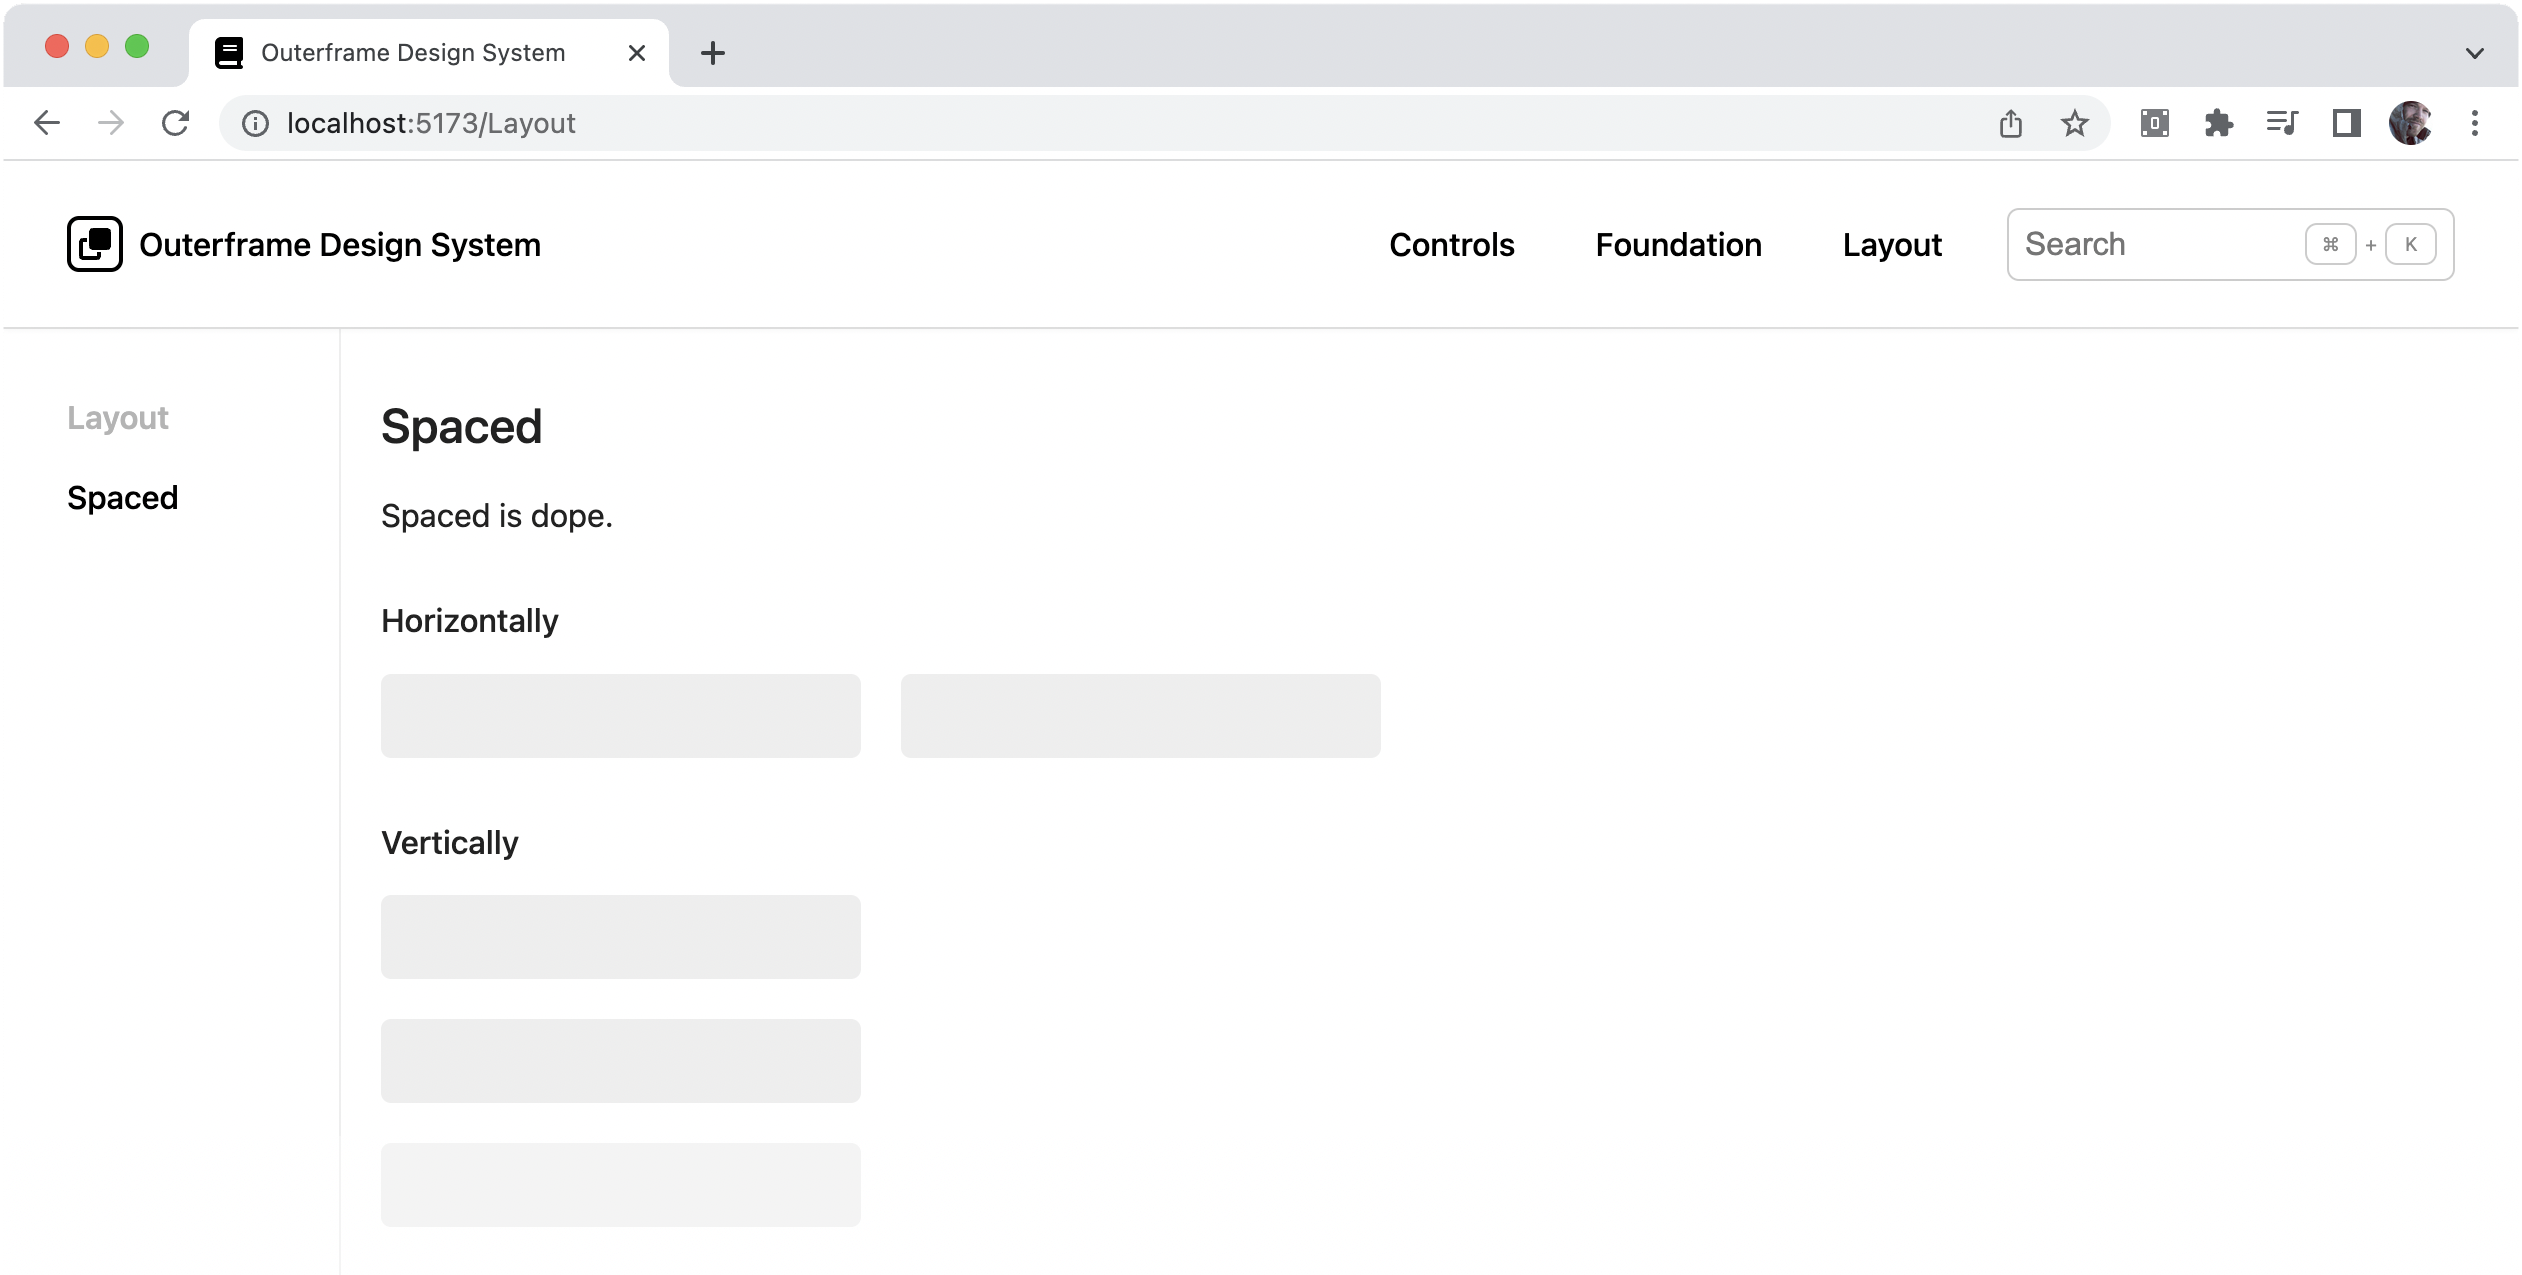 Outerframe Design System
localhost:5173/Layout
Outerframe Design System
Controls Foundation Layout Search ⌘ + K
Layout
Spaced
Spaced
Spaced is dope.
Horizontally
Vertically